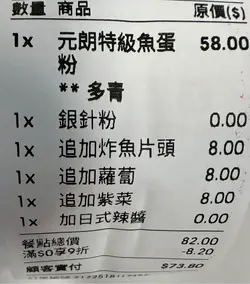 數量 商品 原價($)
1x 元朗特級魚蛋 58.00
粉
** 多青
1x 銀針粉 0.00
1x 追加炸魚片頭 8.00
1x 追加蘿蔔 8.00
1x 追加紫菜 8.00
1x 加日式辣醬 0.00
餐點總價 82.00
滿$0享9折 -8.20
顧客實付 $73.80